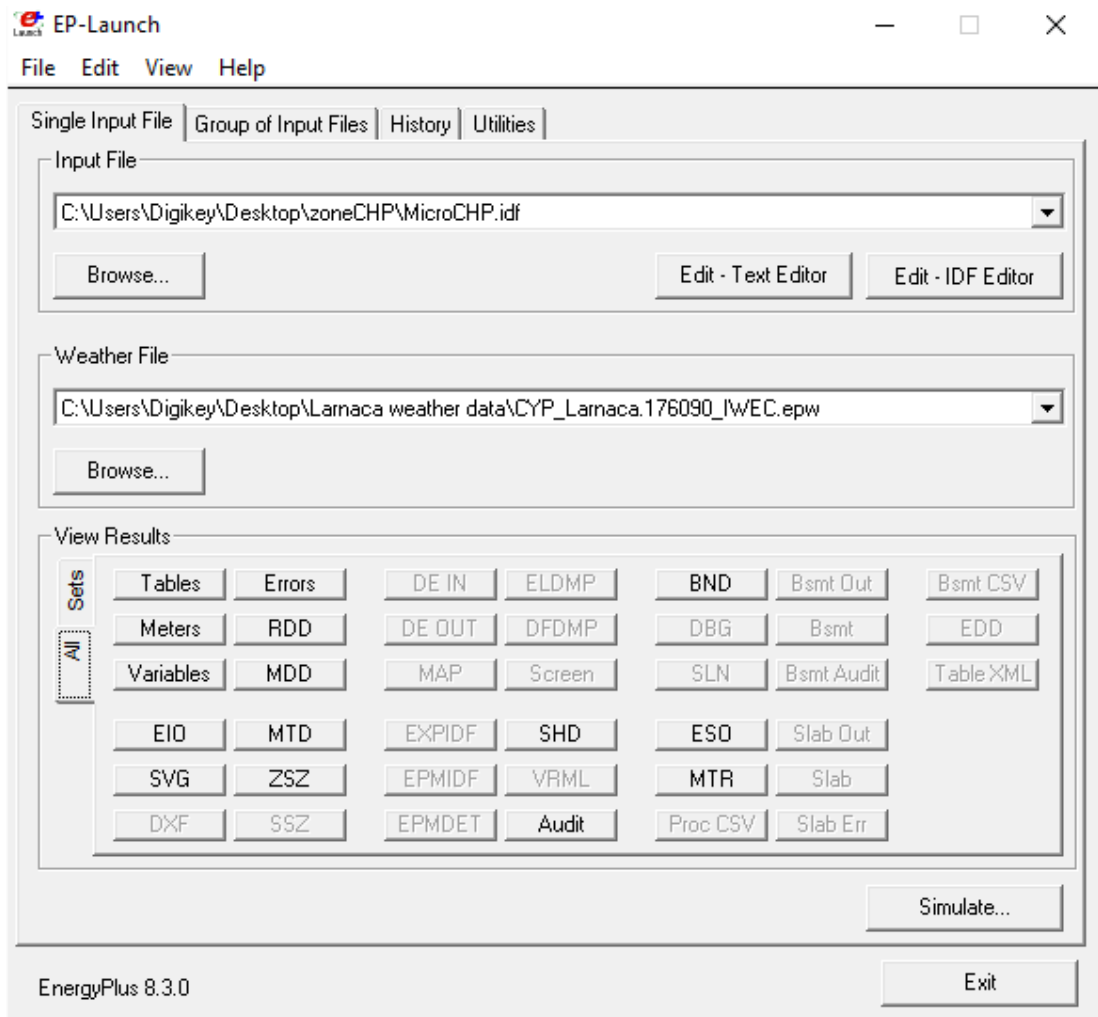 EP-Launch
File Edit View Help
Single Input File Group of Input Files History Utilities
Input File
C:\Users\Digikey\Desktop\zoneCHP\MicroCHP.idf
Browse... Edit - Text Editor Edit - IDF Editor
Weather File
C:\Users\Digikey\Desktop\Larnaca weather data\CYP_Larnaca.176090_IWEC.epw
Browse...
View Results
Sets
All
Tables Errors DE IN ELDMP BND Bsmt Out Bsmt CSV
Meters RDD DE OUT DFDMP DBG Bsmt EDD
Variables MDD MAP Screen SLN Bsmt Audit Table XML
EIO MTD EXPIDF SHD ESO Slab Out
SVG ZSZ EPMIDF VRML MTR Slab
DXF SSZ EPMDET Audit Proc CSV Slab Err
Simulate...
EnergyPlus 8.3.0 Exit